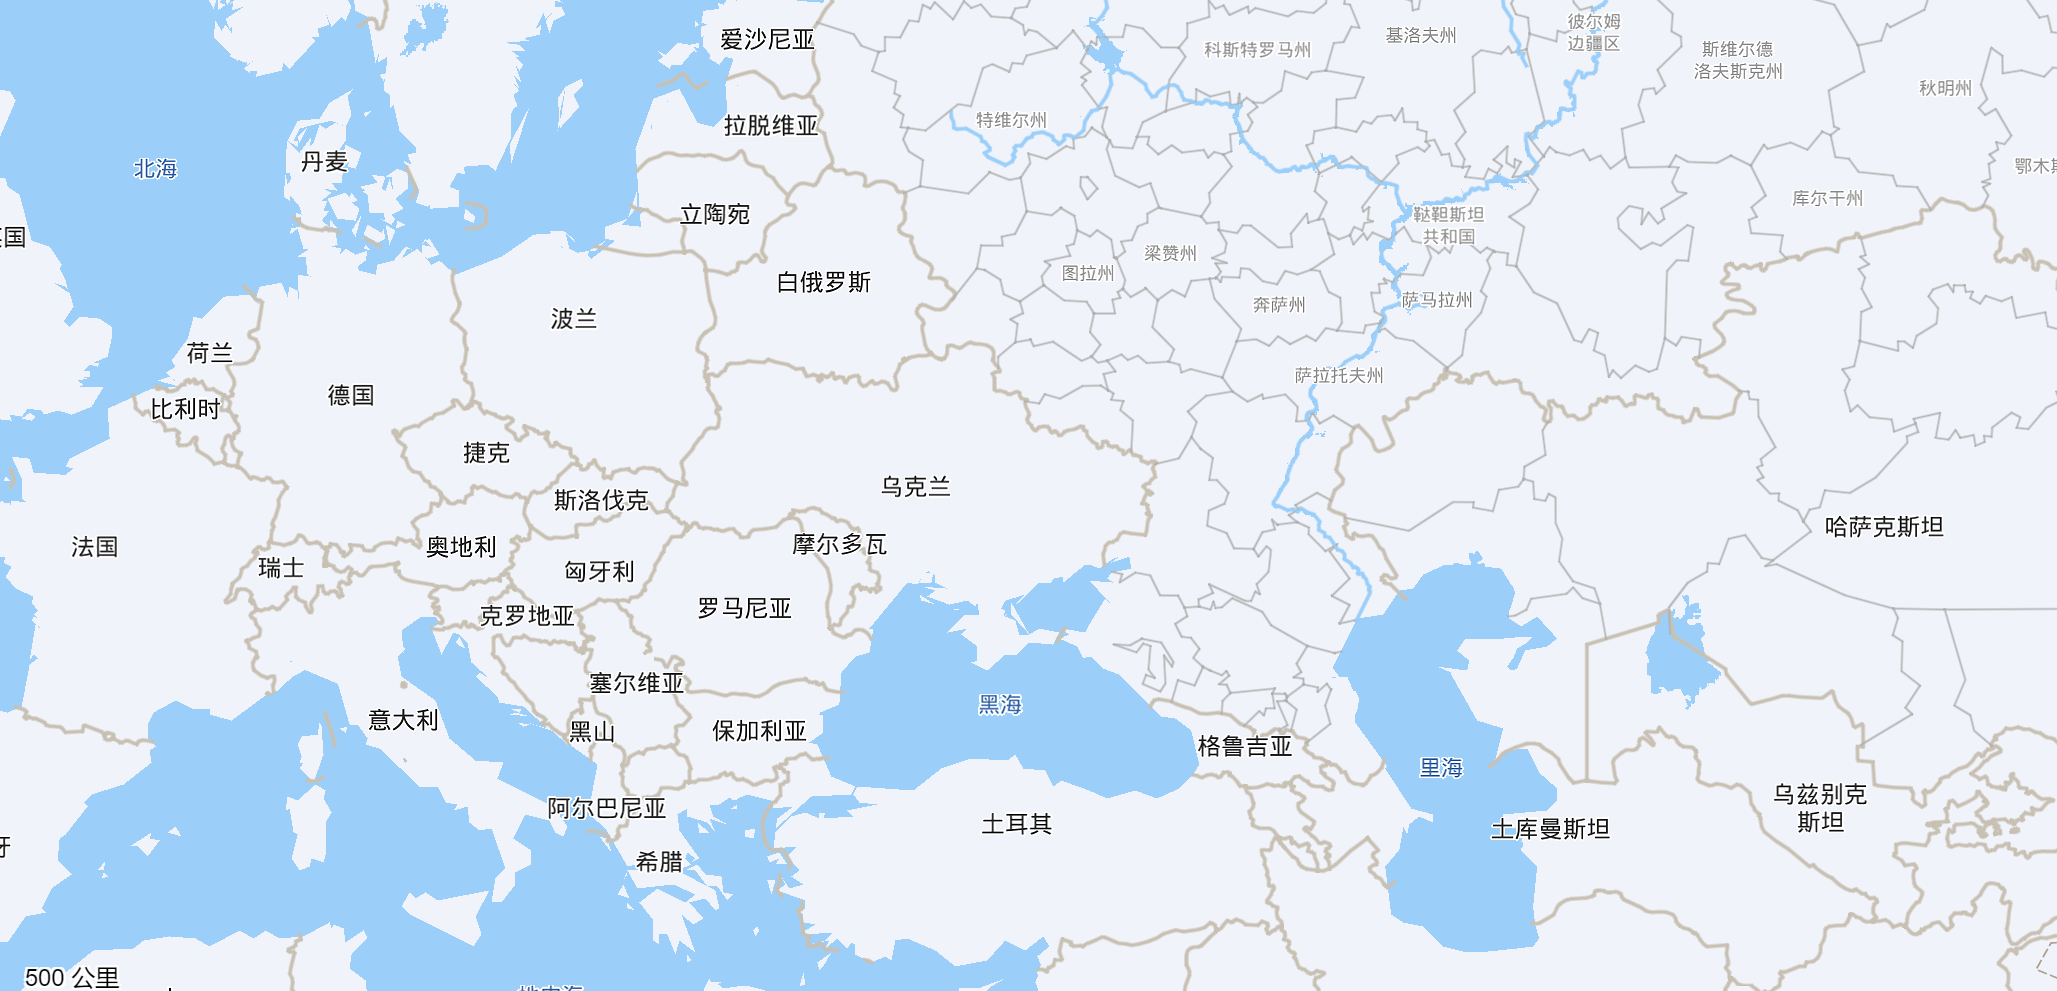 爱沙尼亚
科斯特罗马州
基洛夫州
彼尔姆
边疆区
斯维尔德
洛夫斯克州
秋明州
特维尔州
拉脱维亚
北海
丹麦
鄂木斯
库尔干州
立陶宛
鞑靼斯坦
共和国
国
梁赞州
图拉州
白俄罗斯
奔萨州
萨马拉州
波兰
荷兰
萨拉托夫州
德国
比利时
捷克
乌克兰
斯洛伐克
哈萨克斯坦
法国
奥地利
摩尔多瓦
瑞士
匈牙利
罗马尼亚
克罗地亚
塞尔维亚
黑海
意大利
黑山
保加利亚
格鲁吉亚
里海
乌兹别克
斯坦
阿尔巴尼亚
土耳其
土库曼斯坦
牙
希腊
500 公里
地中海